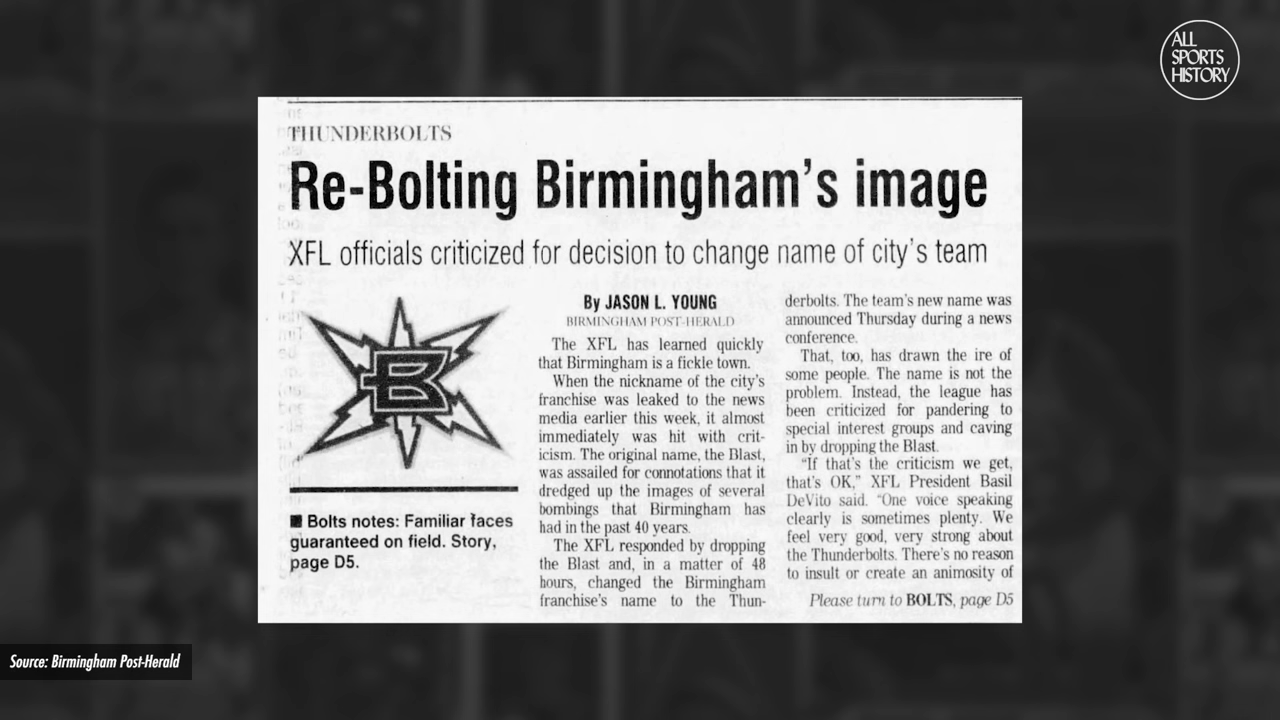 ALL
SPORTS
HISTORY
THUNDERBOLTS
Re-Bolting Birmingham's image
XFL officials criticized for decision to change name of city's team
B
■ Bolts notes: Familiar faces
guaranteed on field. Story,
page D5.
By JASON L. YOUNG
BIRMINGHAM POST-HERALD
The XFL has learned quickly
that Birmingham is a fickle town.
When the nickname of the city's
franchise was leaked to the news
media earlier this week, it almost
immediately was hit with crit-
icism. The original name, the Blast,
was assailed for connotations that it
dredged up the images of several
bombings that Birmingham has
had in the past 40 years.
The XFL responded by dropping
the Blast and, in a matter of 48
hours, changed the Birmingham
franchise's name to the Thun-
derbolts. The team's new name was
announced Thursday during a news
conference.
That, too, has drawn the ire of
some people. The name is not the
problem. Instead, the league has
been criticized for pandering to
special interest groups and caving
in by dropping the Blast.
"If that's the criticism we get,
that's OK," XFL President Basil
DeVito said. "One voice speaking
clearly is sometimes plenty. We
feel very good, very strong about
the Thunderbolts. There's no reason
to insult or create an animosity of
Please turn to BOLTS, page D5
Source: Birmingham Post-Herald